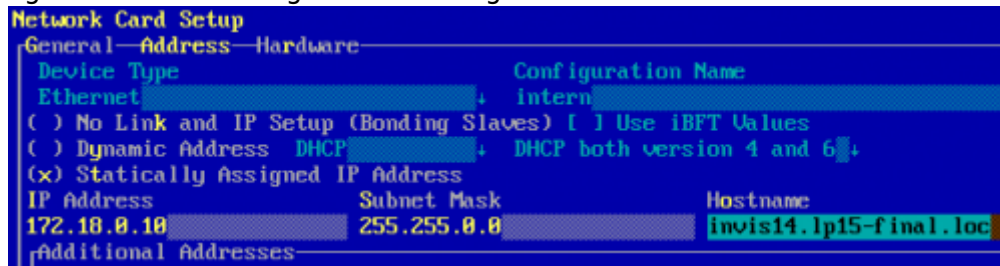 Network Card Setup
General—Address—Hardware
Device Type Configuration Name
Ethernet ↓ intern
( ) No Link and IP Setup (Bonding Slaves) [ ] Use iBFT Values
( ) Dynamic Address DHCP ↓ DHCP both version 4 and 6 ↓
(x) Statically Assigned IP Address
IP Address Subnet Mask Hostname
172.18.0.10 255.255.0.0 invis14.lp15-final.loc
Additional Addresses